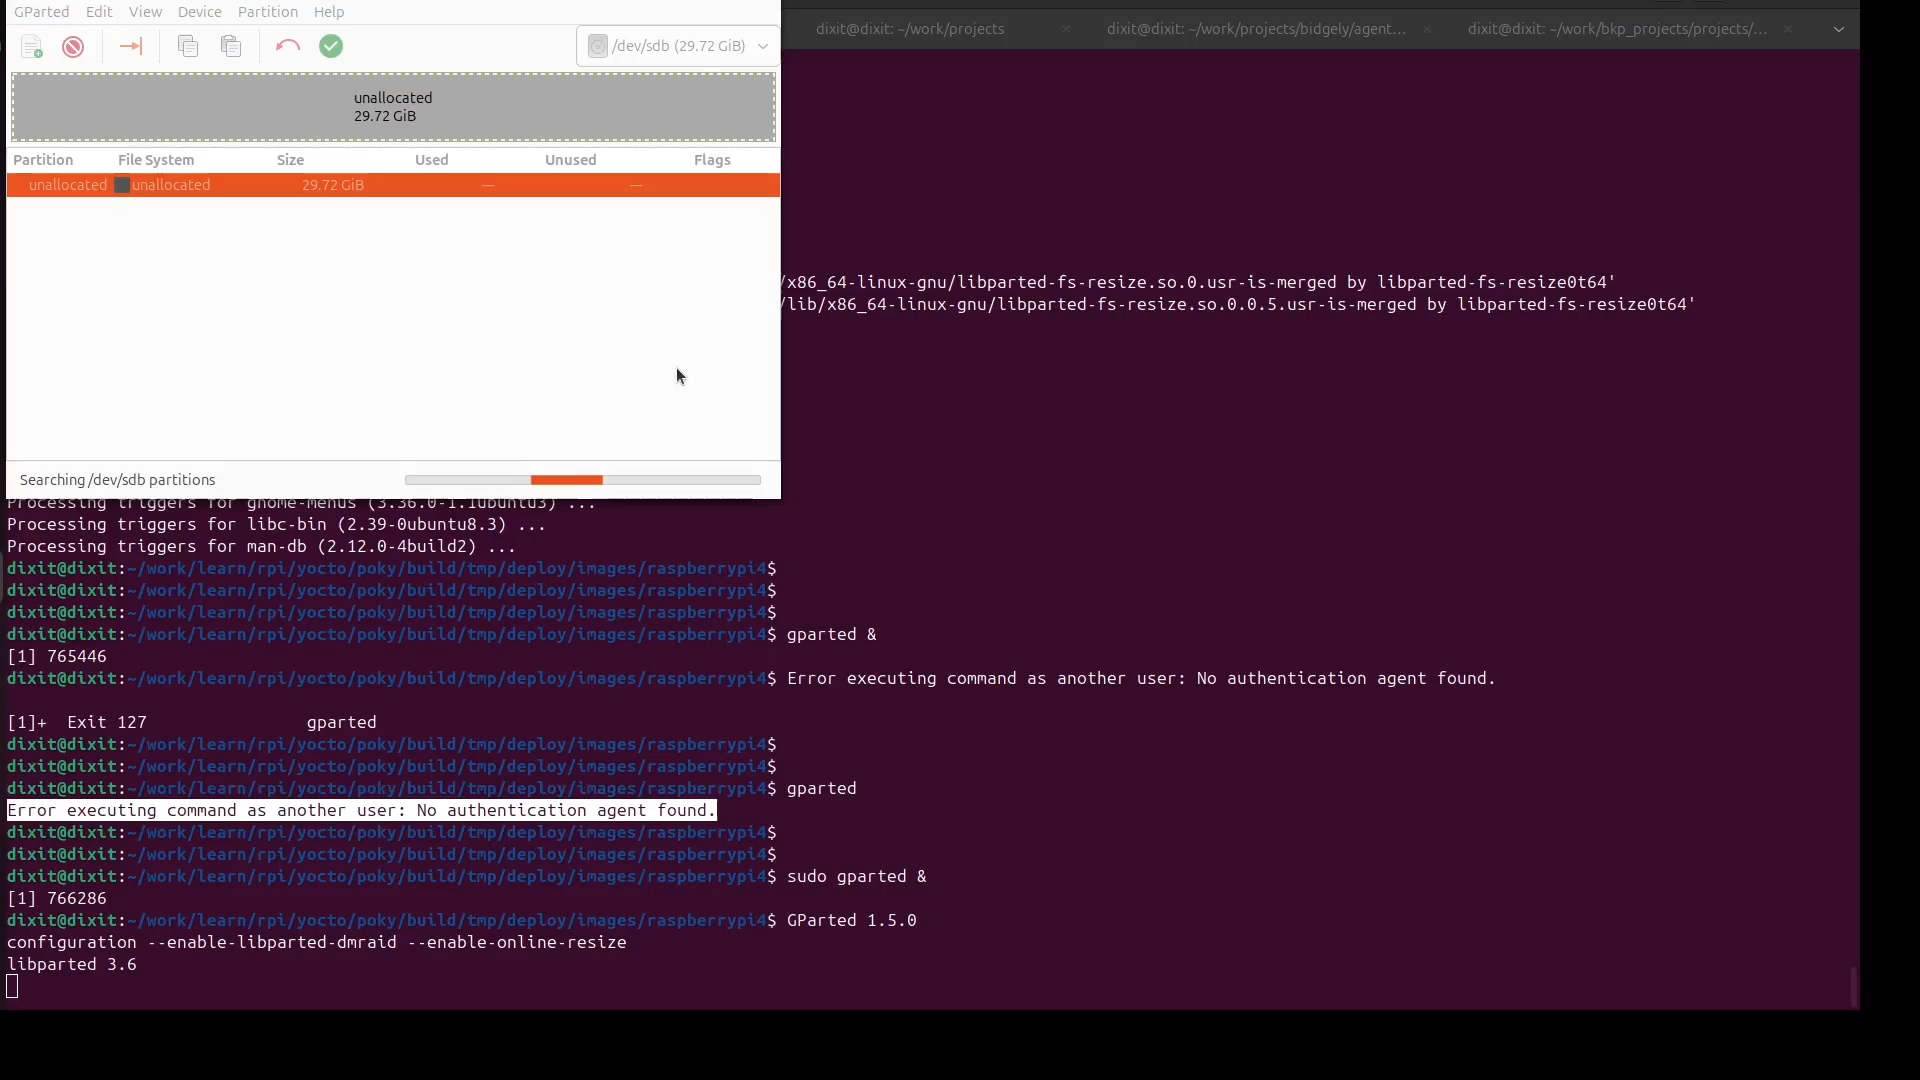 GParted Edit View Device Partition Help
/dev/sdb (29.72 GiB)
dixit@dixit: ~/work/projects
dixit@dixit: ~/work/projects/bidgely/agent...
dixit@dixit: ~/work/bkp_projects/projects/...
unallocated
29.72 GiB
Partition File System Size Used Unused Flags
unallocated unallocated 29.72 GiB — —
/x86_64-linux-gnu/libparted-fs-resize.so.0.usr-is-merged by libparted-fs-resize0t64'
/lib/x86_64-linux-gnu/libparted-fs-resize.so.0.0.5.usr-is-merged by libparted-fs-resize0t64'
Searching /dev/sdb partitions
Processing triggers for gnome-menus (3.36.0-1.1ubuntu3) ...
Processing triggers for libc-bin (2.39-0ubuntu8.3) ...
Processing triggers for man-db (2.12.0-4build2) ...
dixit@dixit:~/work/learn/rpi/yocto/poky/build/tmp/deploy/images/raspberrypi4$
dixit@dixit:~/work/learn/rpi/yocto/poky/build/tmp/deploy/images/raspberrypi4$
dixit@dixit:~/work/learn/rpi/yocto/poky/build/tmp/deploy/images/raspberrypi4$
dixit@dixit:~/work/learn/rpi/yocto/poky/build/tmp/deploy/images/raspberrypi4$ gparted &
[1] 765446
dixit@dixit:~/work/learn/rpi/yocto/poky/build/tmp/deploy/images/raspberrypi4$ Error executing command as another user: No authentication agent found.
[1]+  Exit 127                gparted
dixit@dixit:~/work/learn/rpi/yocto/poky/build/tmp/deploy/images/raspberrypi4$
dixit@dixit:~/work/learn/rpi/yocto/poky/build/tmp/deploy/images/raspberrypi4$
dixit@dixit:~/work/learn/rpi/yocto/poky/build/tmp/deploy/images/raspberrypi4$ gparted
Error executing command as another user: No authentication agent found.
dixit@dixit:~/work/learn/rpi/yocto/poky/build/tmp/deploy/images/raspberrypi4$
dixit@dixit:~/work/learn/rpi/yocto/poky/build/tmp/deploy/images/raspberrypi4$
dixit@dixit:~/work/learn/rpi/yocto/poky/build/tmp/deploy/images/raspberrypi4$ sudo gparted &
[1] 766286
dixit@dixit:~/work/learn/rpi/yocto/poky/build/tmp/deploy/images/raspberrypi4$ GParted 1.5.0
configuration --enable-libparted-dmraid --enable-online-resize
libparted 3.6